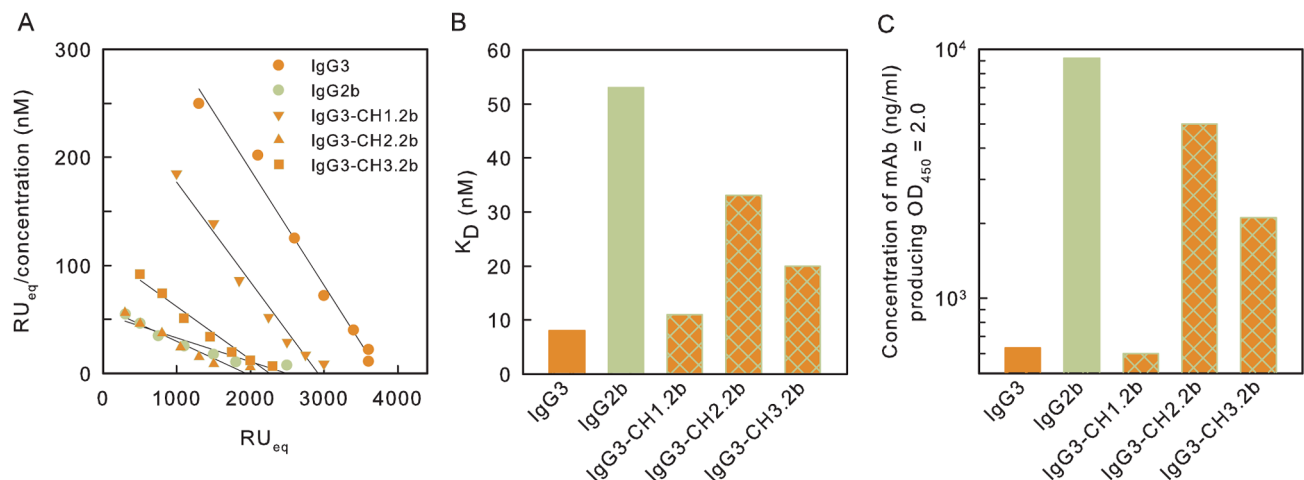 A
RUeq/concentration (nM)
300
200
100
0
0
1000
2000
3000
4000
RUeq
IgG3
IgG2b
IgG3-CH1.2b
IgG3-CH2.2b
IgG3-CH3.2b
B
KD (nM)
60
50
40
30
20
10
0
IgG3
IgG2b
IgG3-CH1.2b
IgG3-CH2.2b
IgG3-CH3.2b
C
Concentration of mAb (ng/ml)
producing OD450 = 2.0
10^4
10^3
IgG3
IgG2b
IgG3-CH1.2b
IgG3-CH2.2b
IgG3-CH3.2b